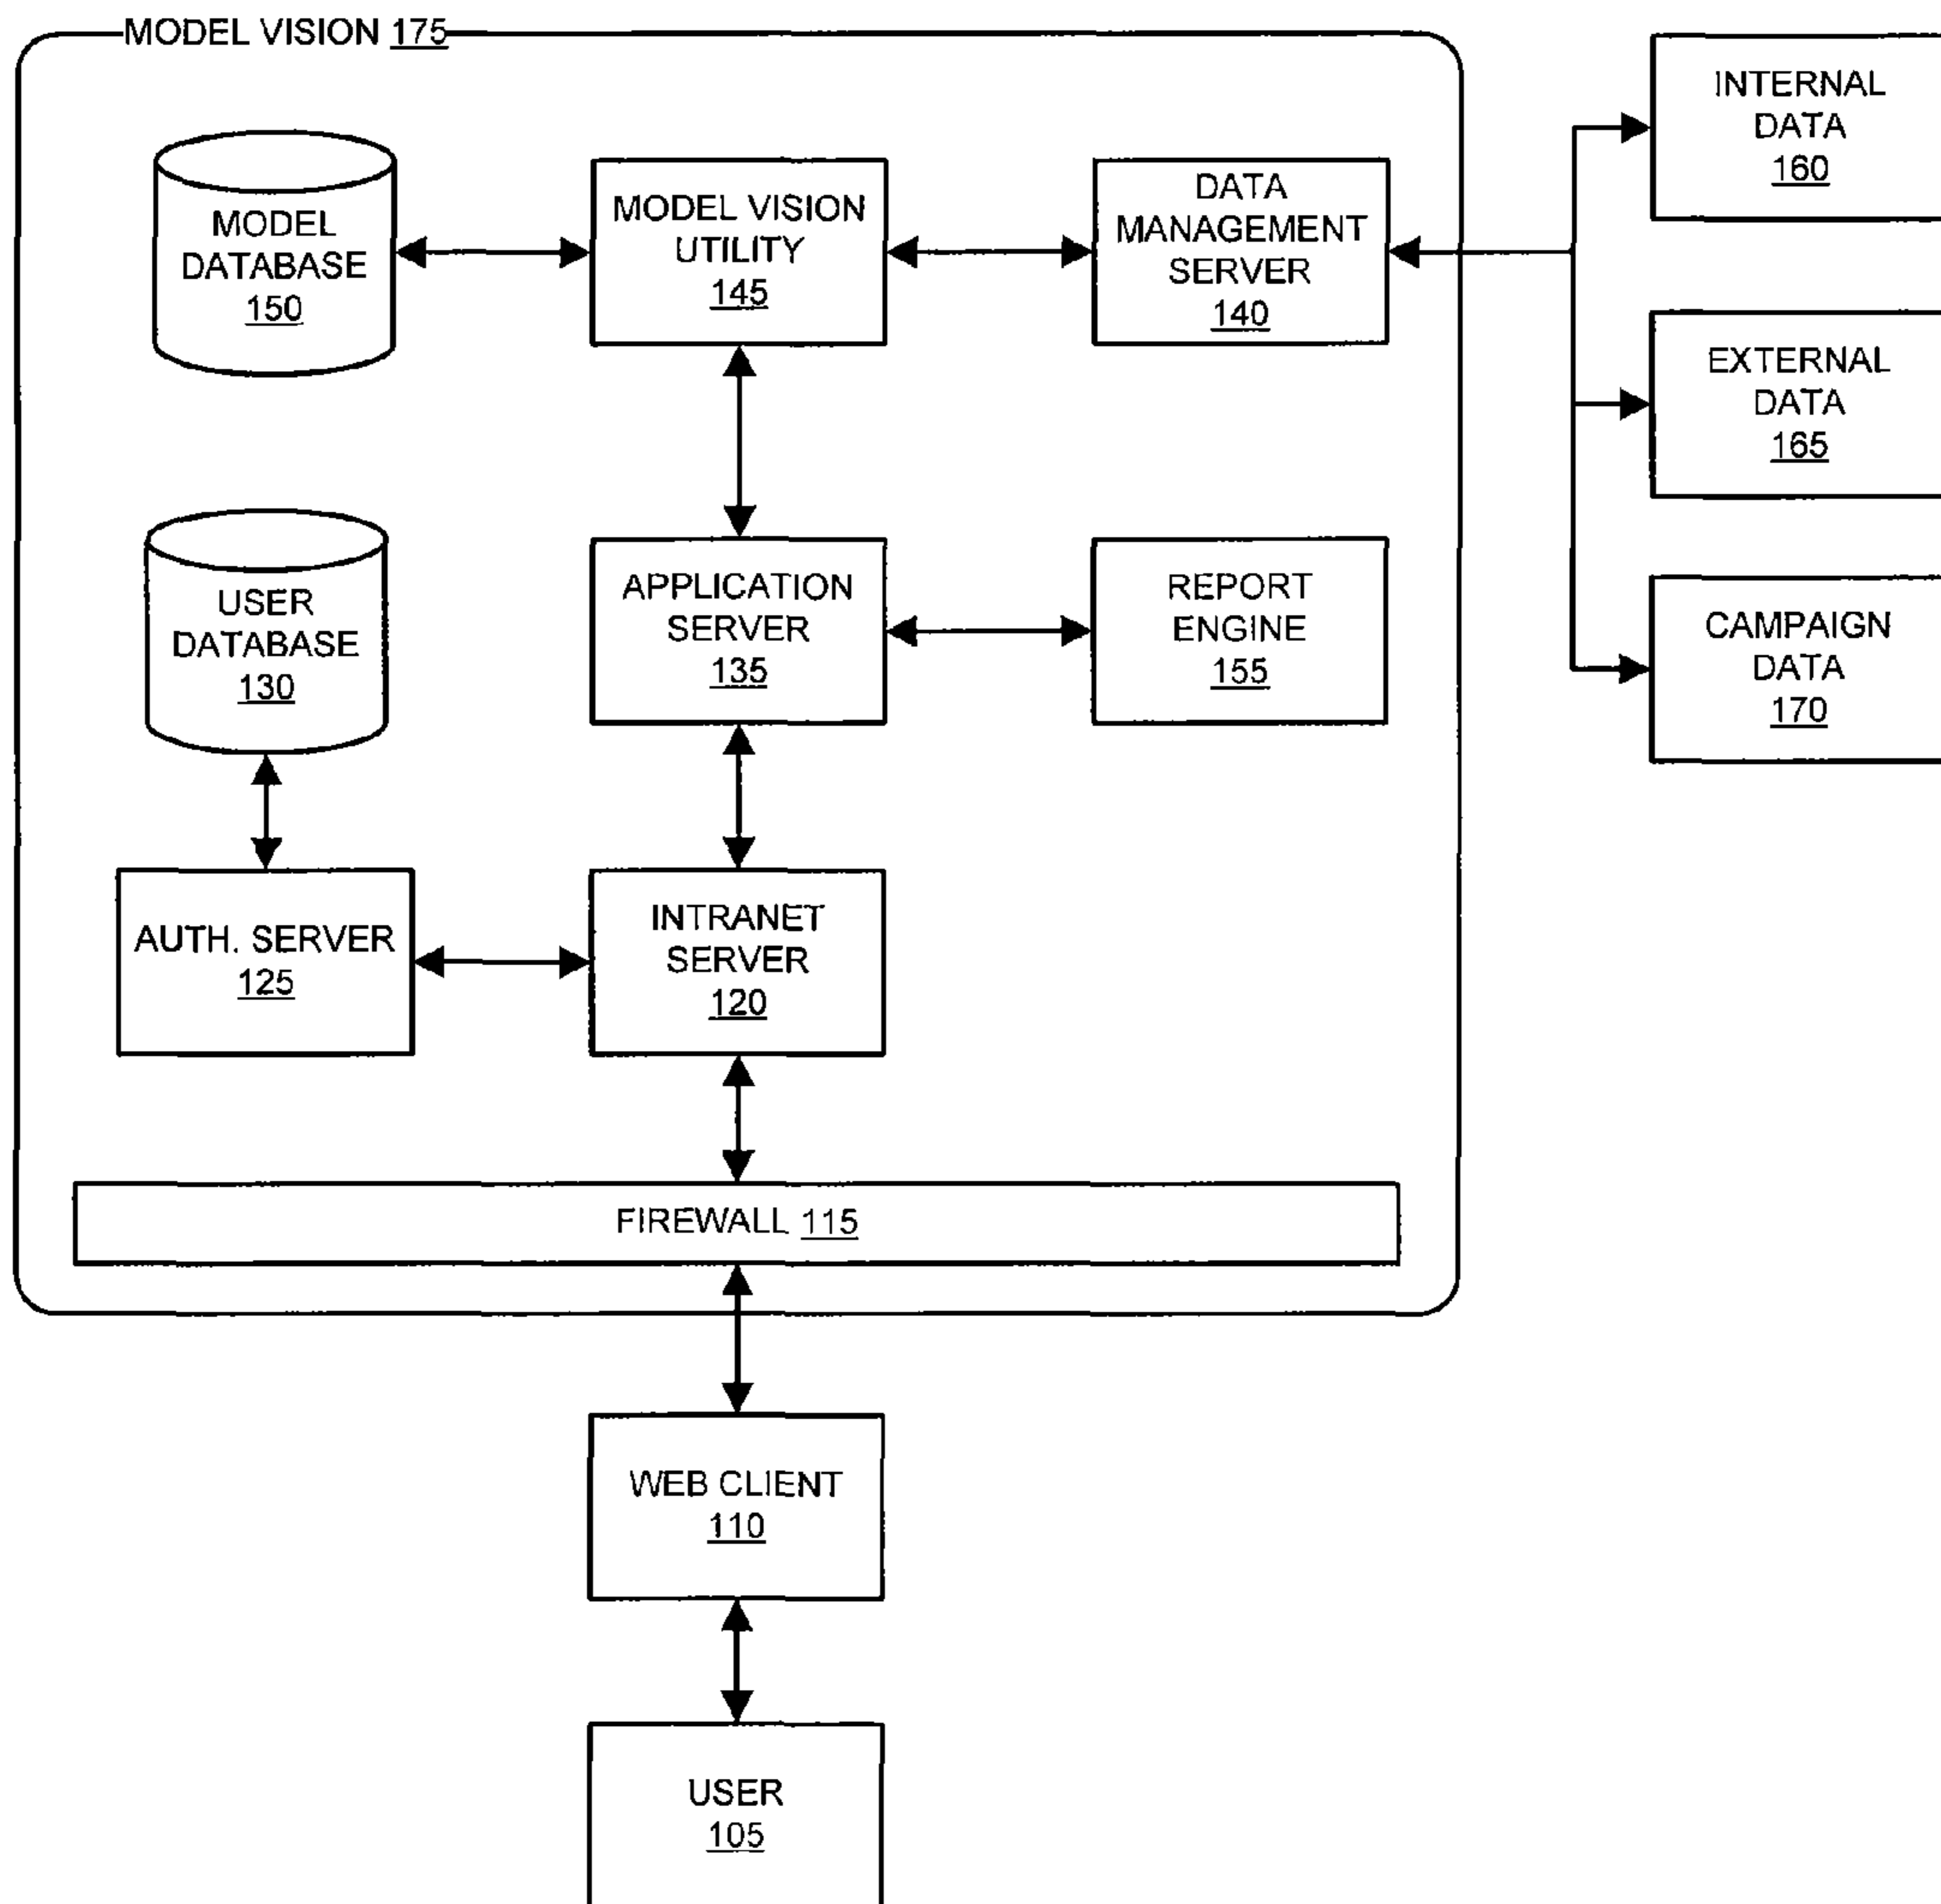 MODEL VISION 175
INTERNAL
DATA
160
MODEL
DATABASE
150
MODEL VISION
UTILITY
145
DATA
MANAGEMENT
SERVER
140
EXTERNAL
DATA
165
USER
DATABASE
130
APPLICATION
SERVER
135
REPORT
ENGINE
155
CAMPAIGN
DATA
170
AUTH. SERVER
125
INTRANET
SERVER
120
FIREWALL 115
WEB CLIENT
110
USER
105